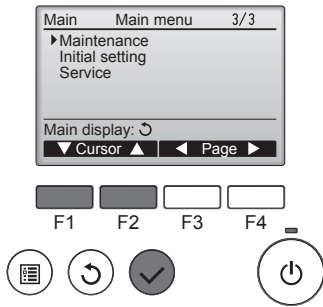 Main Main menu 3/3
Maintenance
Initial setting
Service
Main display:
Cursor Page
F1 F2 F3 F4